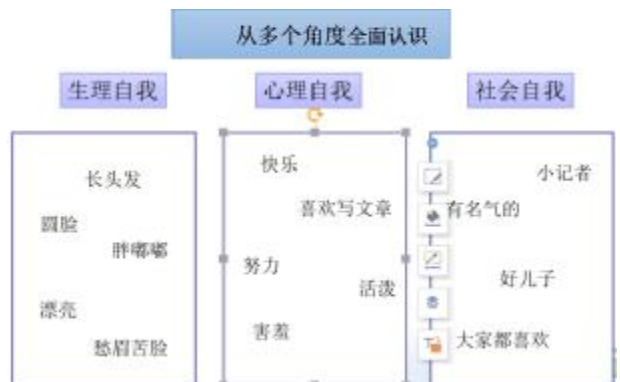 从多个角度全面认识
生理自我
心理自我
社会自我
长头发
圆脸
胖嘟嘟
漂亮
愁眉苦脸
快乐
喜欢写文章
努力
活泼
害羞
小记者
有名气的
好儿子
大家都喜欢